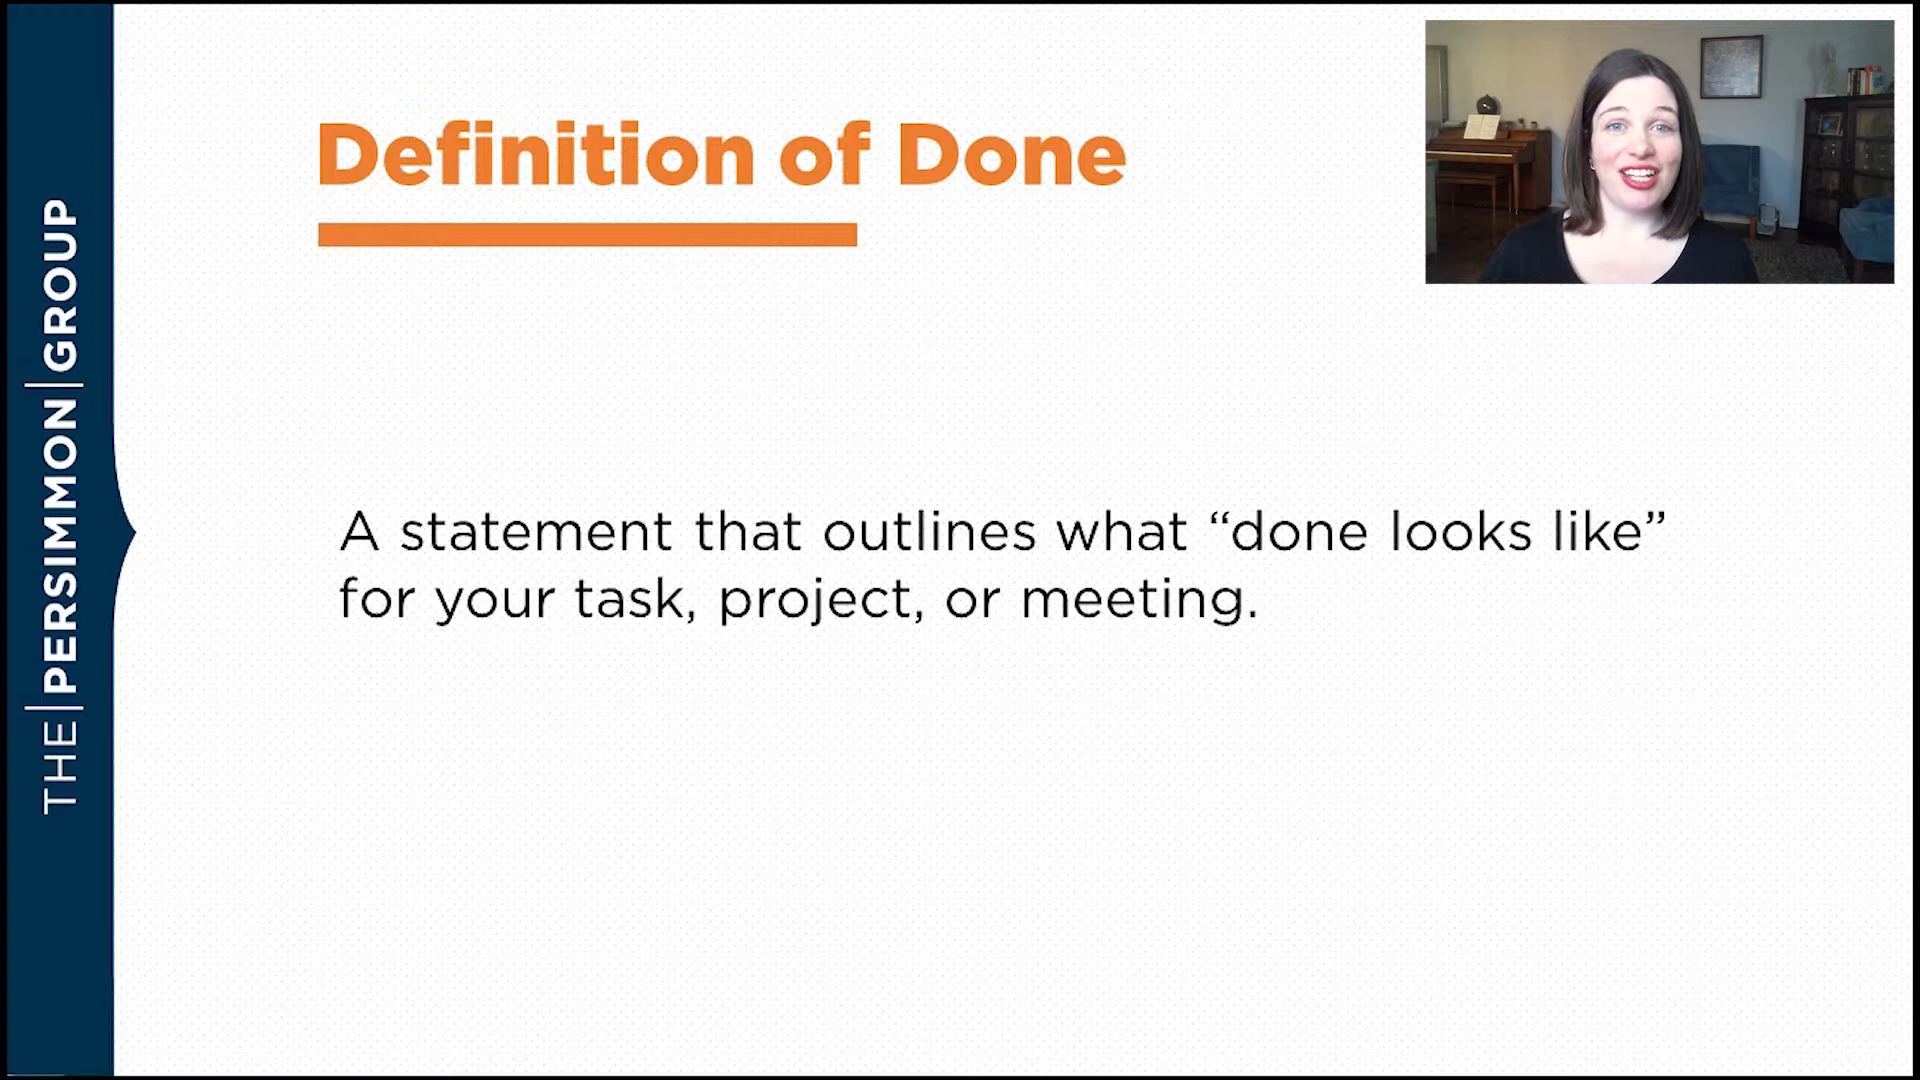 THE PERSIMMON GROUP
Definition of Done
A statement that outlines what “done looks like”
for your task, project, or meeting.